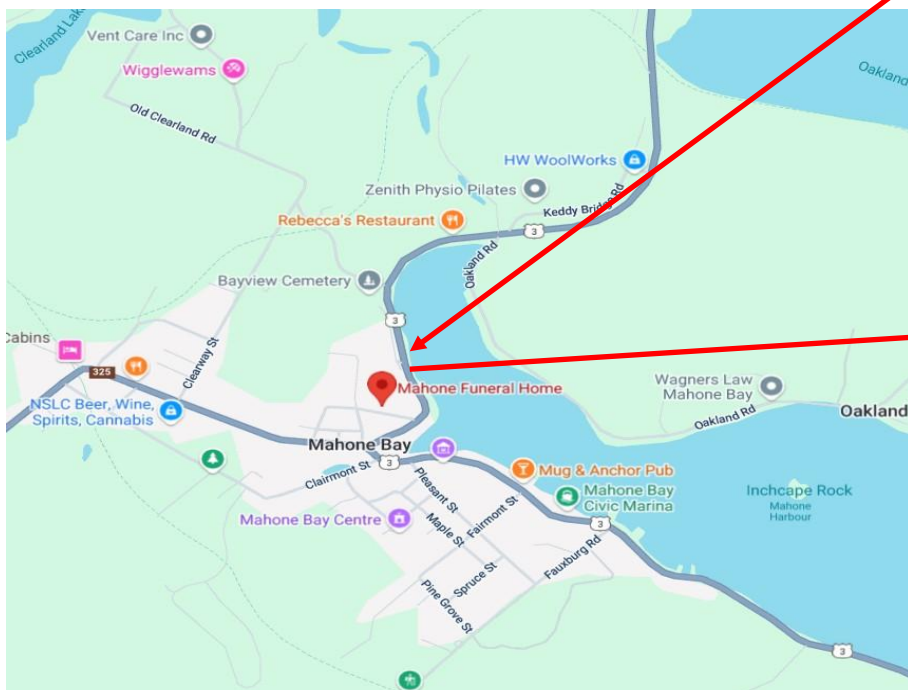 Clearland Lake
Vent Care Inc
Wigglewams
Old Clearland Rd
Oakland
HW WoolWorks
Zenith Physio Pilates
Keddy Bridge Rd
Rebecca's Restaurant
3
Oakland Rd
Bayview Cemetery
3
Cabins
325
Clearway St
Mahone Funeral Home
Wagners Law
Mahone Bay
NSLC Beer, Wine,
Spirits, Cannabis
Oakland Rd
Oakland
Mahone Bay
3
Clairmont St
Pleasant St
Mug & Anchor Pub
Mahone Bay
Civic Marina
Inchcape Rock
Mahone
Harbour
Mahone Bay Centre
Maple St
Fairmont St
3
Fauxburg Rd
Spruce St
Pine Grove St
3